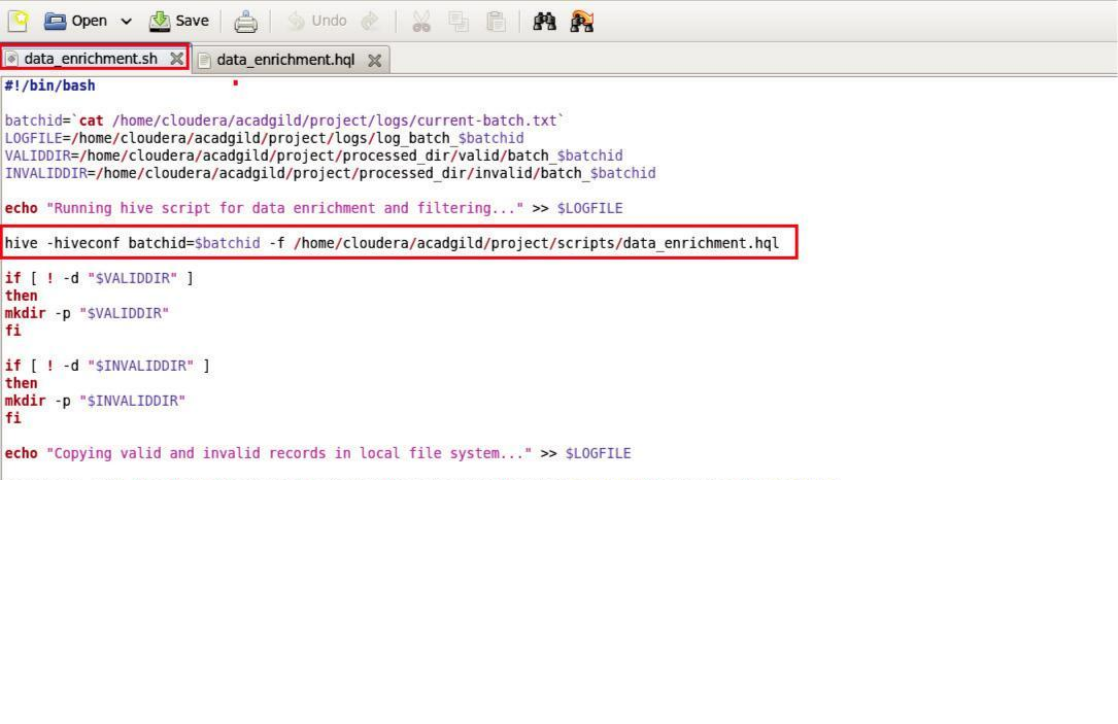 Open Save Undo
data_enrichment.sh data_enrichment.hql
#!/bin/bash
batchid=`cat /home/cloudera/acadgild/project/logs/current-batch.txt`
LOGFILE=/home/cloudera/acadgild/project/logs/log_batch_$batchid
VALIDDIR=/home/cloudera/acadgild/project/processed_dir/valid/batch_$batchid
INVALIDDIR=/home/cloudera/acadgild/project/processed_dir/invalid/batch_$batchid
echo "Running hive script for data enrichment and filtering..." >> $LOGFILE
hive -hiveconf batchid=$batchid -f /home/cloudera/acadgild/project/scripts/data_enrichment.hql
if [ ! -d "$VALIDDIR" ]
then
mkdir -p "$VALIDDIR"
fi
if [ ! -d "$INVALIDDIR" ]
then
mkdir -p "$INVALIDDIR"
fi
echo "Copying valid and invalid records in local file system..." >> $LOGFILE